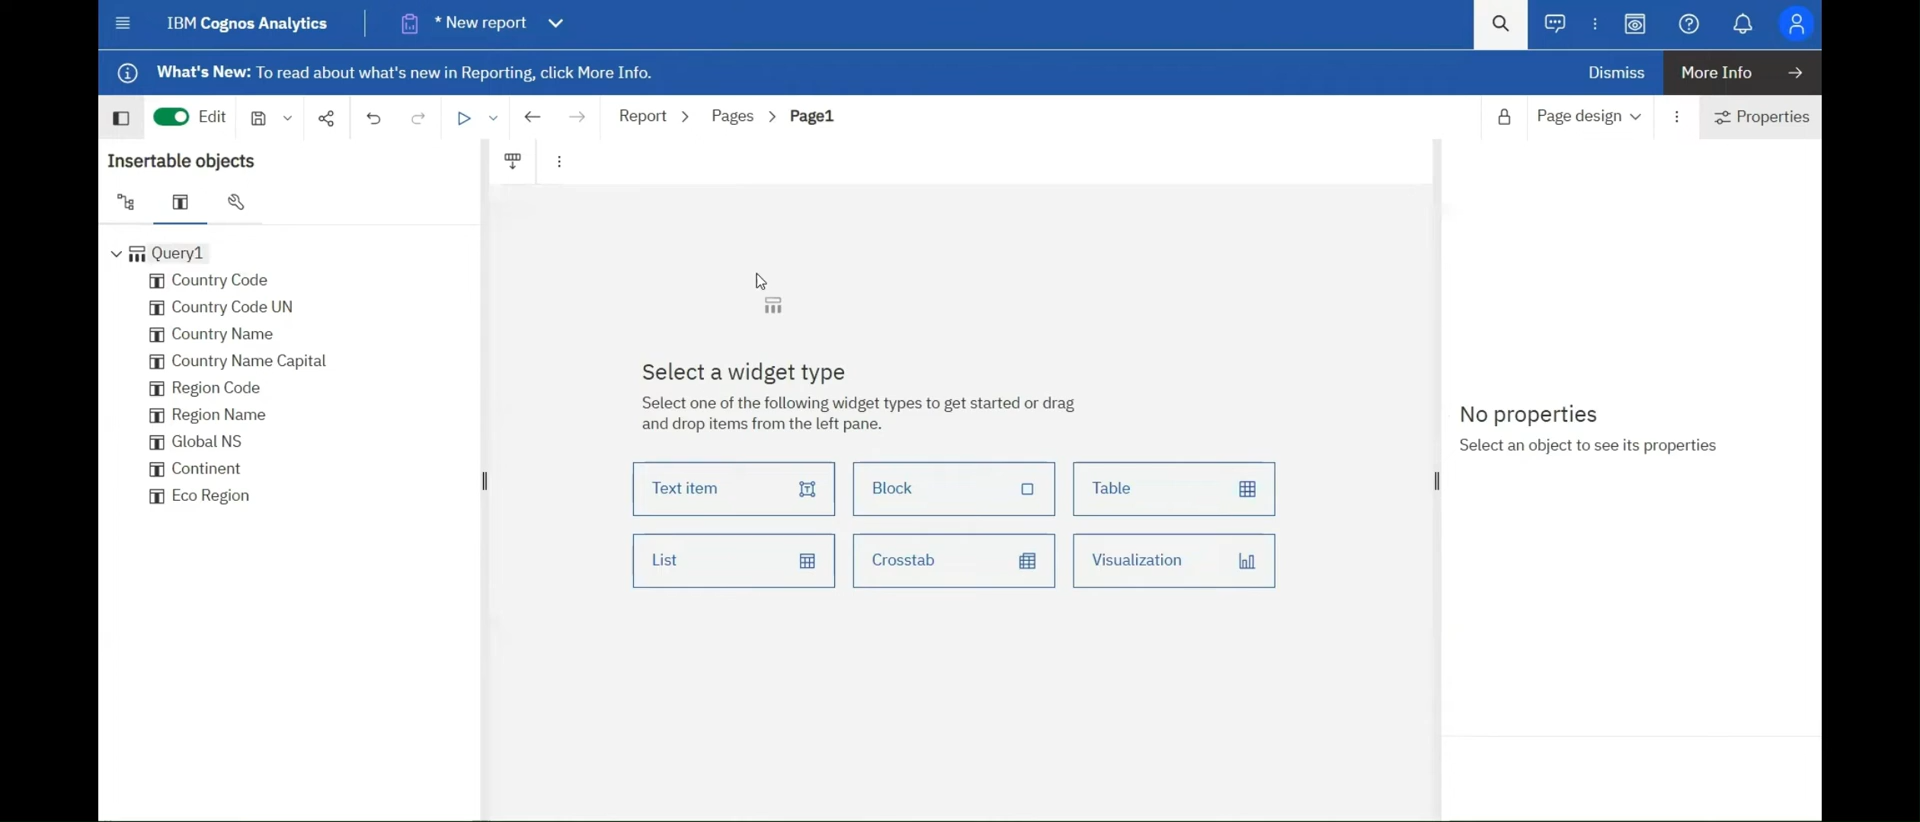 IBM Cognos Analytics
* New report
What's New: To read about what's new in Reporting, click More Info.
Dismiss
More Info
Edit
Report
Pages
Page1
Page design
Properties
Insertable objects
Query1
Country Code
Country Code UN
Country Name
Country Name Capital
Region Code
Region Name
Global NS
Continent
Eco Region
Select a widget type
Select one of the following widget types to get started or drag
and drop items from the left pane.
Text item
Block
Table
List
Crosstab
Visualization
No properties
Select an object to see its properties